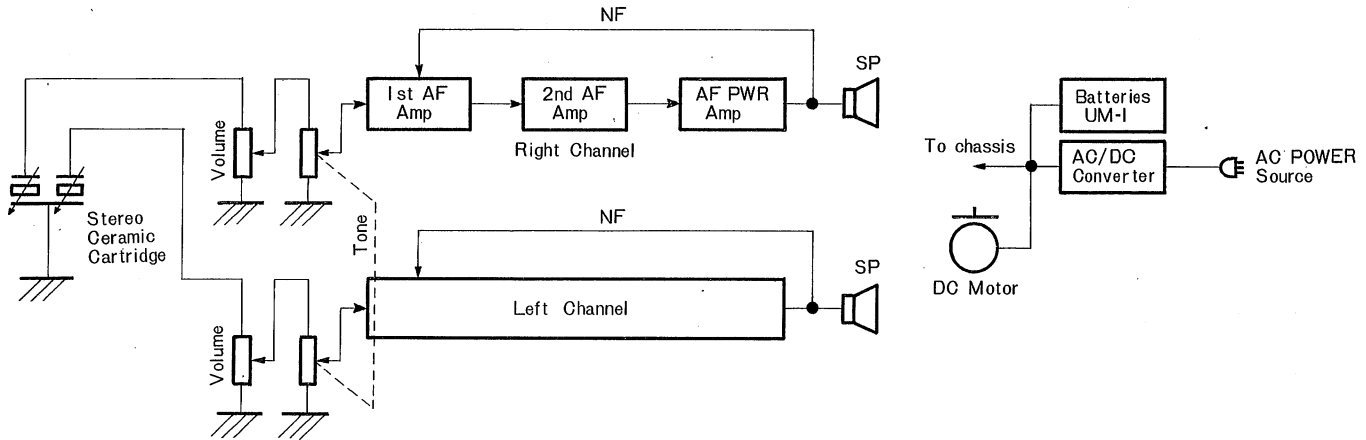 NF
SP
1st AF
Amp
2nd AF
Amp
AF PWR
Amp
Right Channel
Volume
Stereo
Ceramic
Cartridge
Tone
NF
SP
Left Channel
Volume
Batteries
UM-1
To chassis
AC/DC
Converter
AC POWER
Source
DC Motor